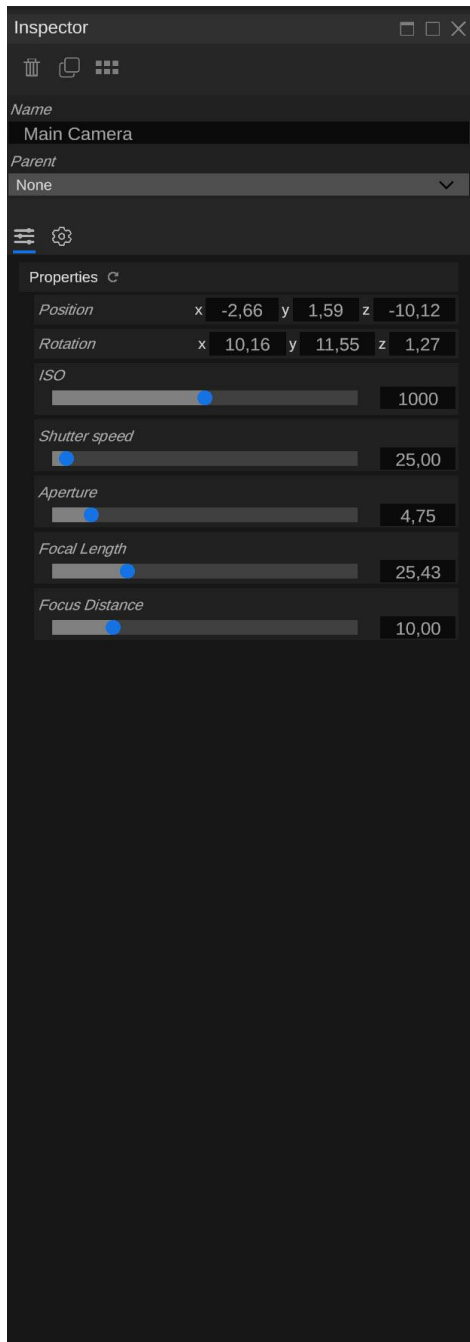 Inspector
Name
Main Camera
Parent
None
Properties
Position x -2,66 y 1,59 z -10,12
Rotation x 10,16 y 11,55 z 1,27
ISO
1000
Shutter speed
25,00
Aperture
4,75
Focal Length
25,43
Focus Distance
10,00